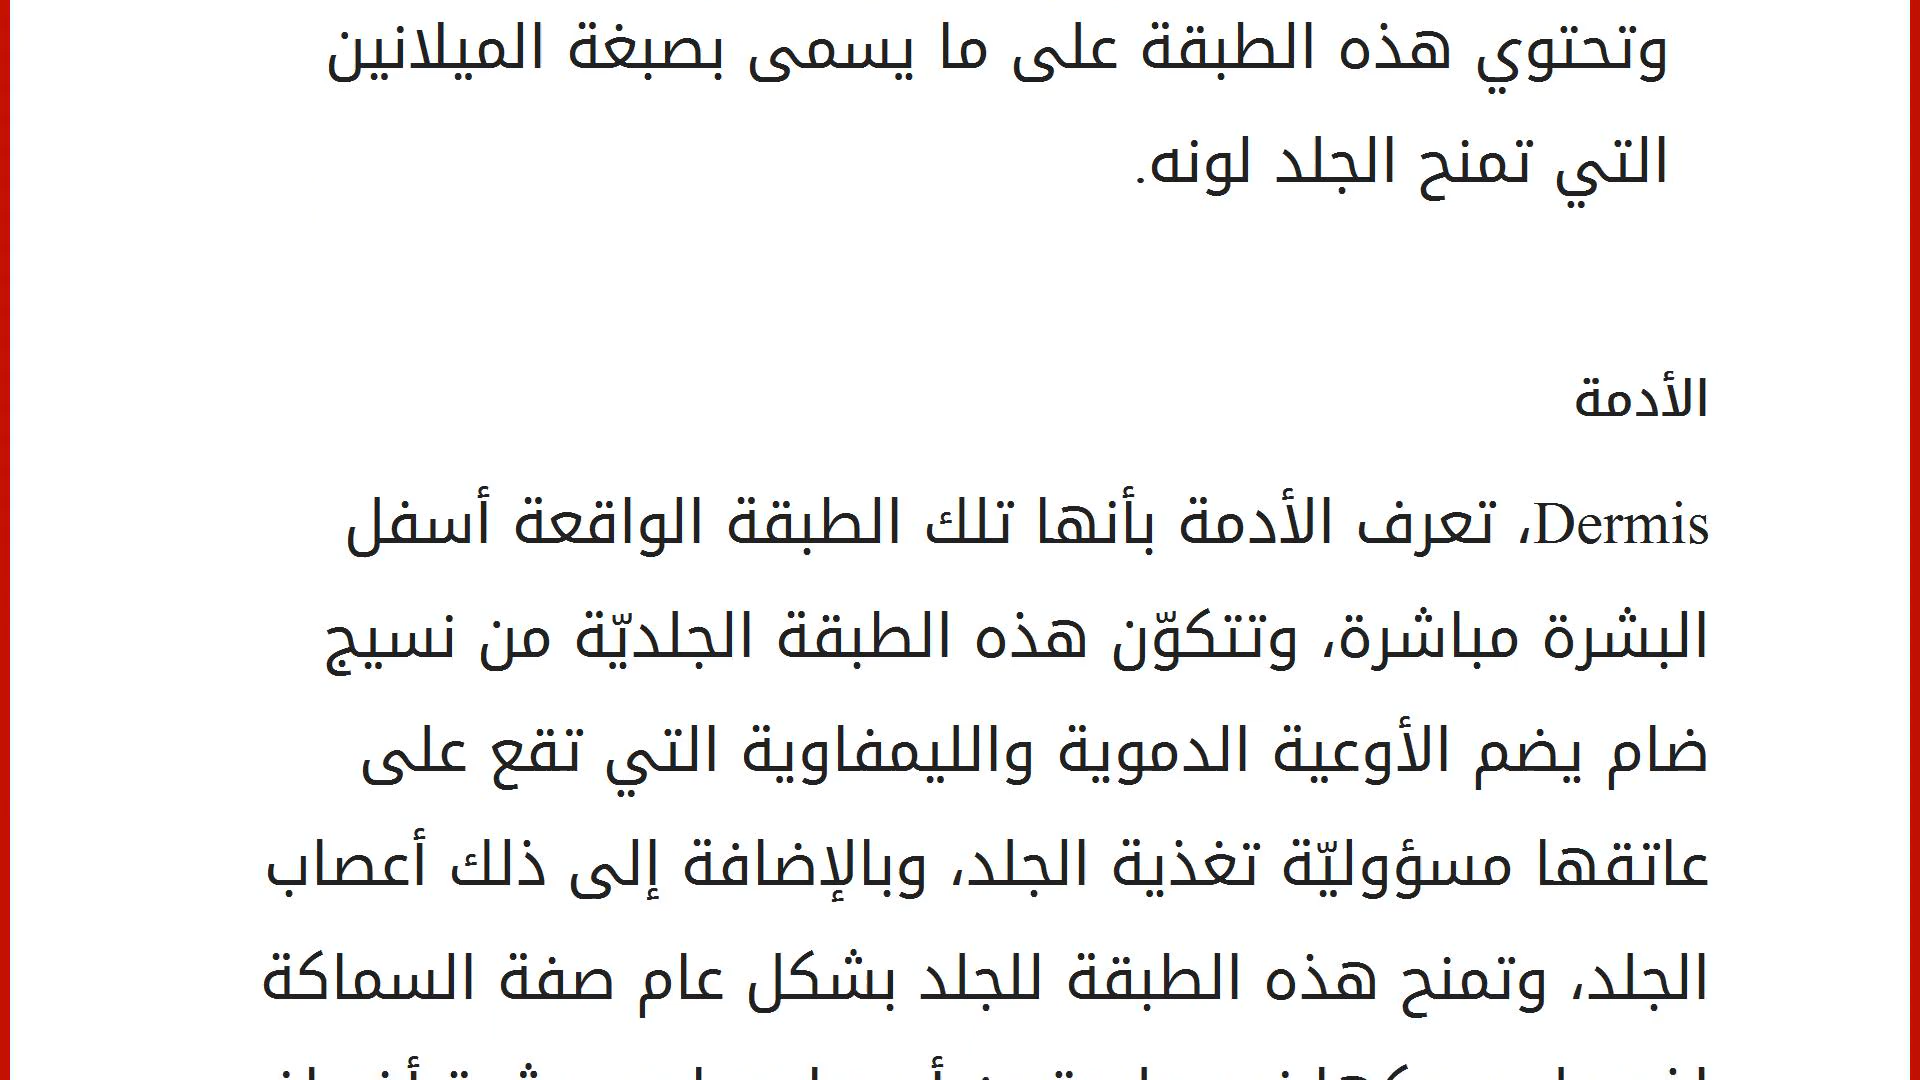 وتحتوي هذه الطبقة على ما يسمى بصبغة الميلانين
التي تمنح الجلد لونه.
الأدمة
Dermis، تعرف الأدمة بأنها تلك الطبقة الواقعة أسفل
البشرة مباشرة، وتتكوّن هذه الطبقة الجلديّة من نسيج
ضام يضم الأوعية الدموية والليمفاوية التي تقع على
عاتقها مسؤوليّة تغذية الجلد، وبالإضافة إلى ذلك أعصاب
الجلد، وتمنح هذه الطبقة للجلد بشكل عام صفة السماكة